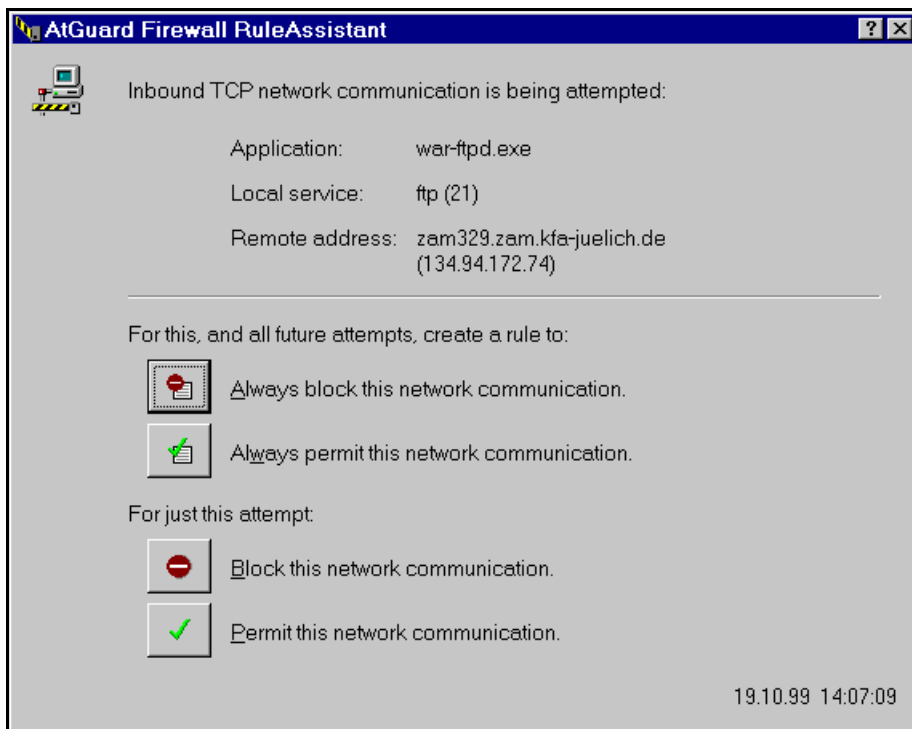 AtGuard Firewall RuleAssistant
Inbound TCP network communication is being attempted:
Application: war-ftpd.exe
Local service: ftp (21)
Remote address: zam329.zam.kfa-juelich.de
(134.94.172.74)
For this, and all future attempts, create a rule to:
Always block this network communication.
Always permit this network communication.
For just this attempt:
Block this network communication.
Permit this network communication.
19.10.99 14:07:09